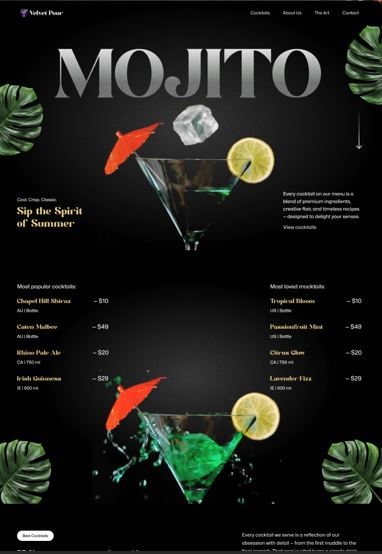 Velvet Pour
Cocktails
About Us
The Art
Contact
MOJITO
Cool. Crisp. Classic.
Sip the Spirit
of Summer
Every cocktail on our menu is a
blend of premium ingredients,
creative flair, and timeless recipes
— designed to delight your senses.
View cocktails
Most popular cocktails:
Chapel Hill Shiraz
– $10
AU | Bottle
Caten Malbee
– $49
AU | Bottle
Rhino Pale Ale
– $20
CA | 750 ml
Irish Guinness
– $29
IE | 600 ml
Most loved mocktails:
Tropical Bloom
– $10
US | Bottle
Passionfruit Mint
– $49
US | Bottle
Citrus Glow
– $20
CA | 750 ml
Lavender Fizz
– $29
IE | 600 ml
Best Cocktails
Every cocktail we serve is a reflection of our
obsession with detail — from the first muddle to the